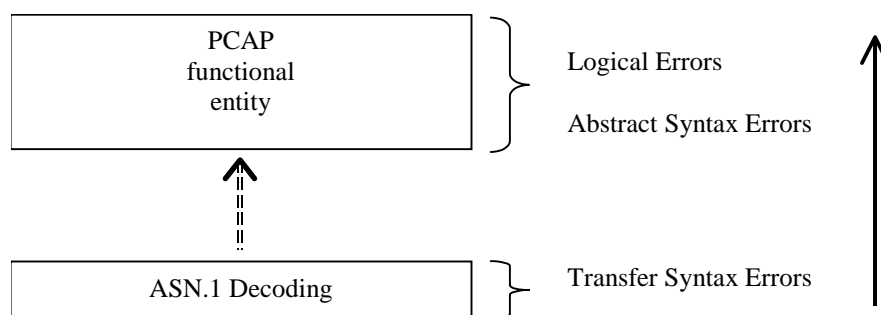 PCAP
functional
entity
Logical Errors
Abstract Syntax Errors
ASN.1 Decoding
Transfer Syntax Errors